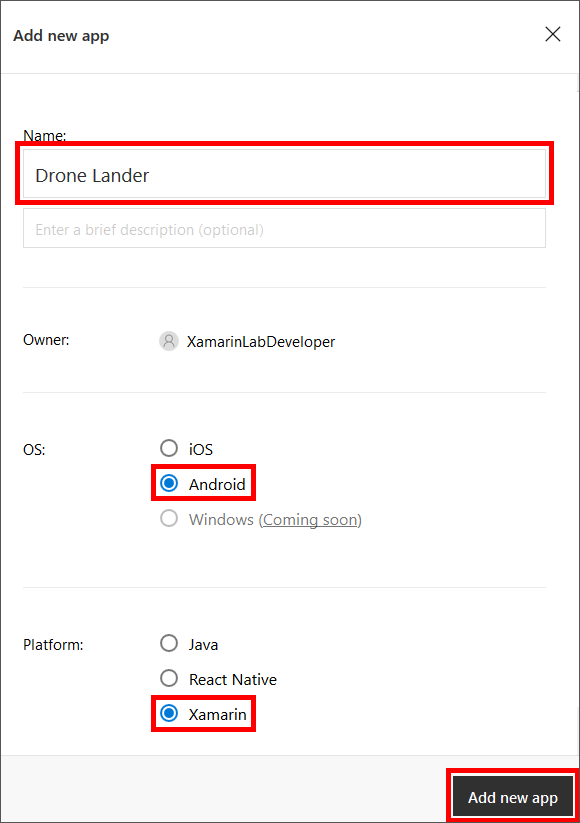 Add new app
Name:
Drone Lander
Enter a brief description (optional)
Owner:
XamarinLabDeveloper
OS:
iOS
Android
Windows (Coming soon)
Platform:
Java
React Native
Xamarin
Add new app